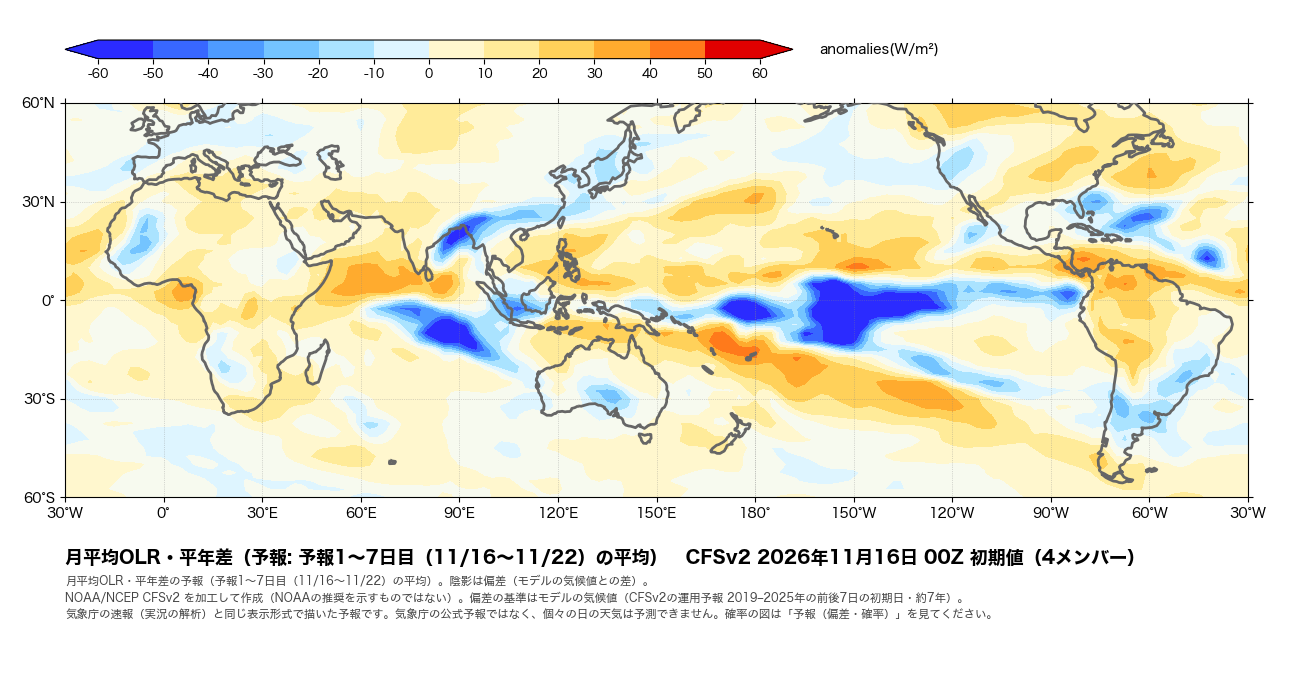 anomalies(W/m²)
-60 -50 -40 -30 -20 -10 0 10 20 30 40 50 60
60°N
30°N
0°
30°S
60°S
30°W 0° 30°E 60°E 90°E 120°E 150°E 180° 150°W 120°W 90°W 60°W 30°W
月平均OLR・平年差（予報: 予報1〜7日目（11/16〜11/22）の平均） CFSv2 2026年11月16日 00Z 初期値（4メンバー）
月平均OLR・平年差の予報（予報1〜7日目（11/16〜11/22）の平均）。陰影は偏差（モデルの気候値との差）。
NOAA/NCEP CFSv2 を加工して作成（NOAAの推奨を示すものではない）。偏差の基準はモデルの気候値（CFSv2の運用予報 2019–2025年の前後7日の初期日・約7年）。
気象庁の速報（実況の解析）と同じ表示形式で描いた予報です。気象庁の公式予報ではなく、個々の日の天気は予測できません。確率の図は「予報（偏差・確率）」を見てください。